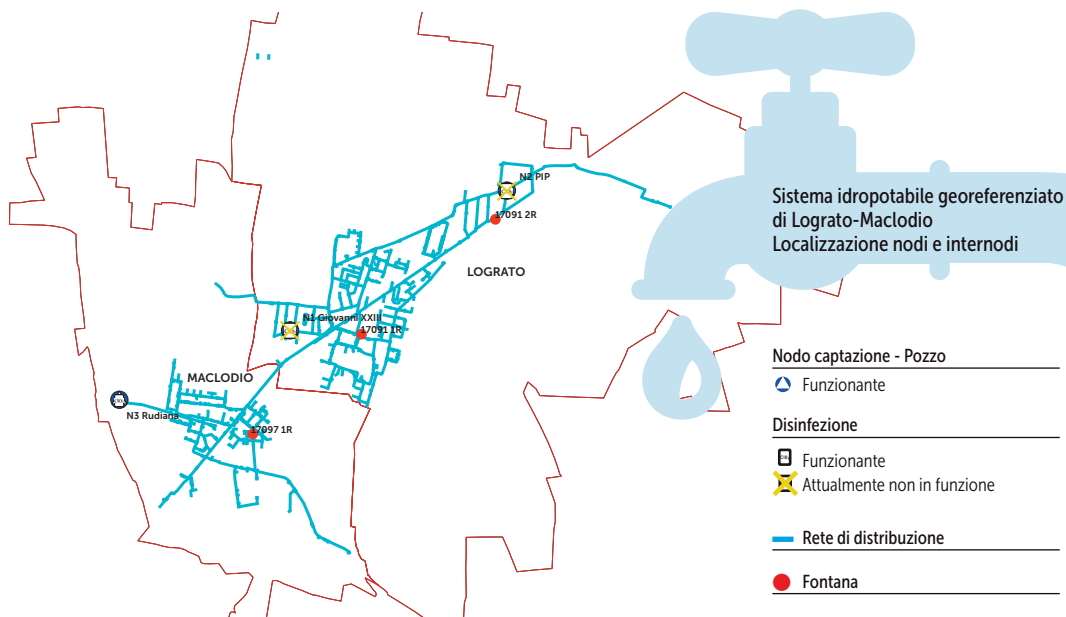 N2 PIP
17091 2R
LOGRATO
N1 Giovanni XXIII
17091 1R
MACLODIO
N3 Rudiana
17097 1R
Sistema idropotabile georeferenziato
di Lograto-Maclodio
Localizzazione nodi e internodi
Nodo captazione - Pozzo
Funzionante
Disinfezione
Funzionante
Attualmente non in funzione
Rete di distribuzione
Fontana